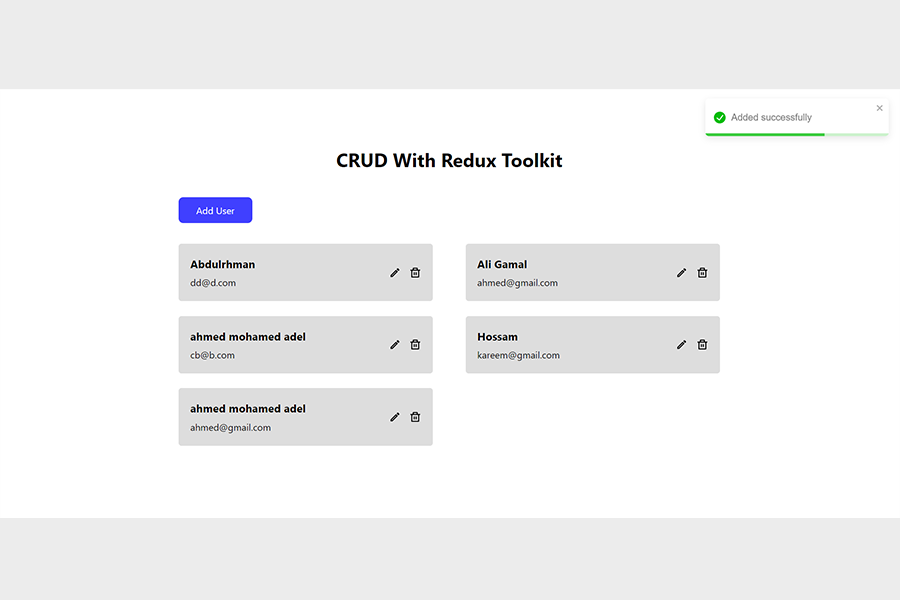 Added successfully
CRUD With Redux Toolkit
Add User
Abdulrhman
dd@d.com
Ali Gamal
ahmed@gmail.com
ahmed mohamed adel
cb@b.com
Hossam
kareem@gmail.com
ahmed mohamed adel
ahmed@gmail.com